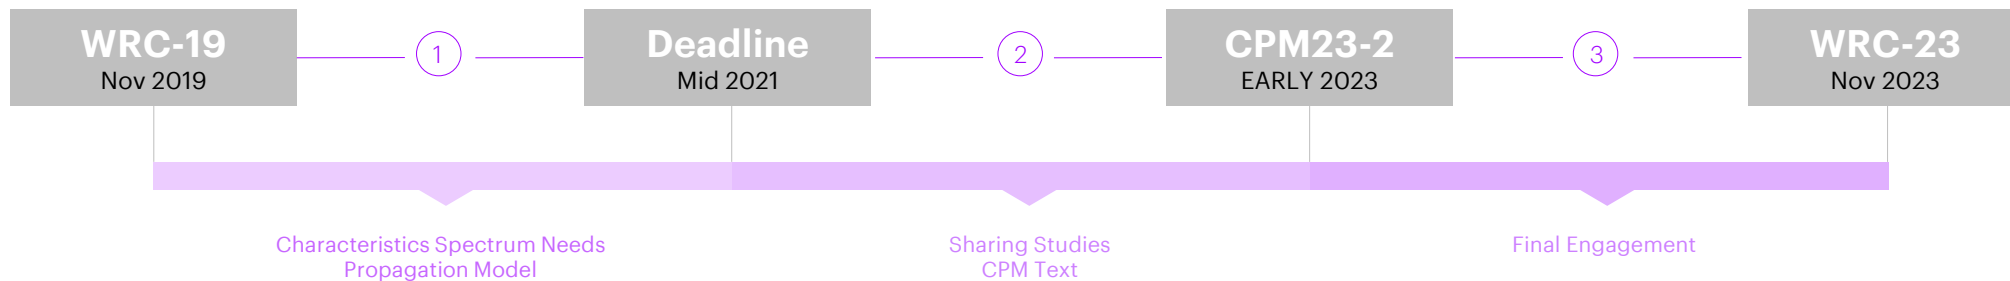 WRC-19
Nov 2019
1
Deadline
Mid 2021
2
CPM23-2
EARLY 2023
3
WRC-23
Nov 2023
Characteristics Spectrum Needs
Propagation Model
Sharing Studies
CPM Text
Final Engagement